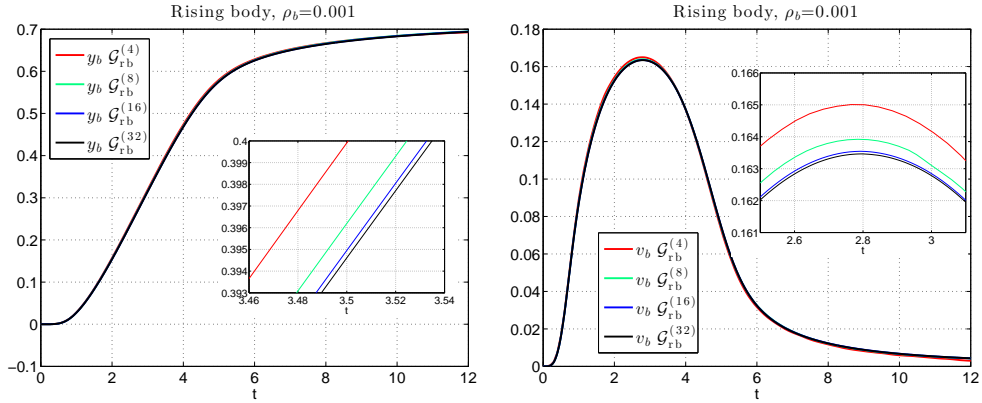 Rising body, ρ_b=0.001
0.7
0.6
0.5
0.4
0.3
0.2
0.1
0
-0.1
0 2 4 6 8 10 12
t
y_b 𝒢_rb^(4)
y_b 𝒢_rb^(8)
y_b 𝒢_rb^(16)
y_b 𝒢_rb^(32)
0.4
0.399
0.398
0.397
0.396
0.395
0.394
0.393
3.46 3.48 3.5 3.52 3.54
t
Rising body, ρ_b=0.001
0.18
0.16
0.14
0.12
0.1
0.08
0.06
0.04
0.02
0
0 2 4 6 8 10 12
t
0.166
0.165
0.164
0.163
0.162
0.161
2.6 2.8 3
t
v_b 𝒢_rb^(4)
v_b 𝒢_rb^(8)
v_b 𝒢_rb^(16)
v_b 𝒢_rb^(32)